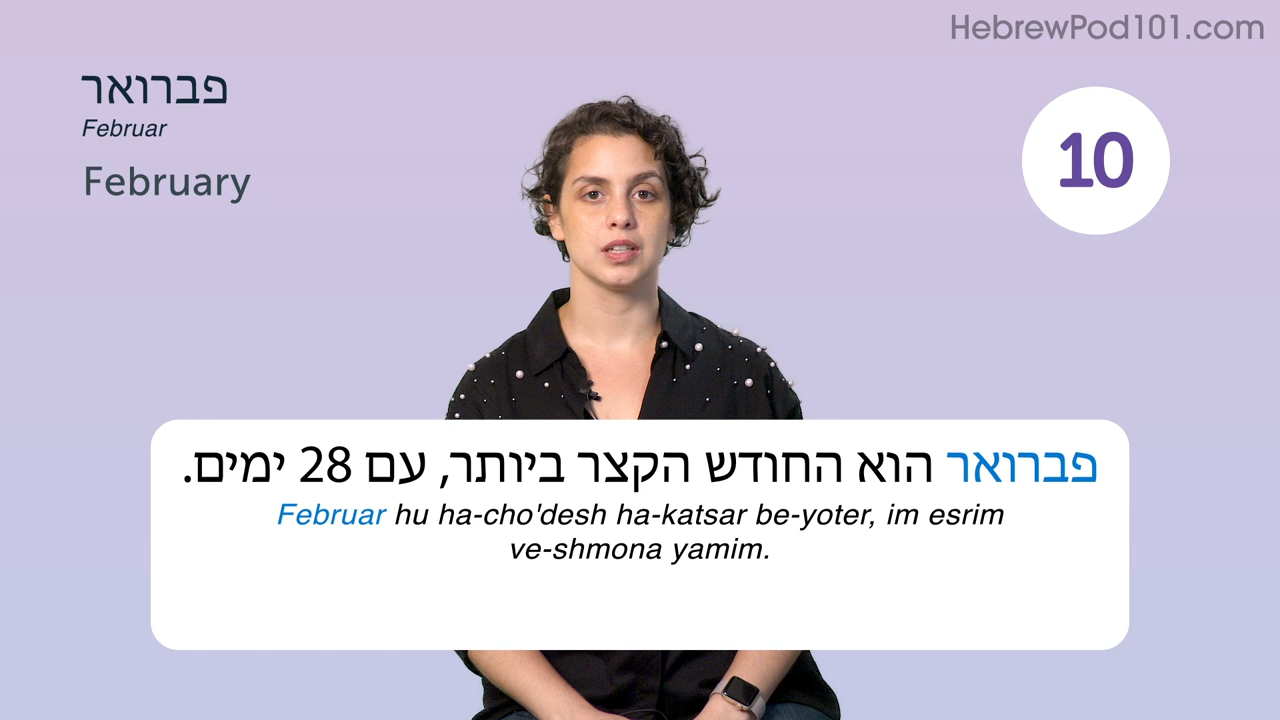 HebrewPod101.com
פברואר
Februar
February
10
פברואר הוא החודש הקצר ביותר, עם 28 ימים.
Februar hu ha-cho'desh ha-katsar be-yoter, im esrim
ve-shmona yamim.